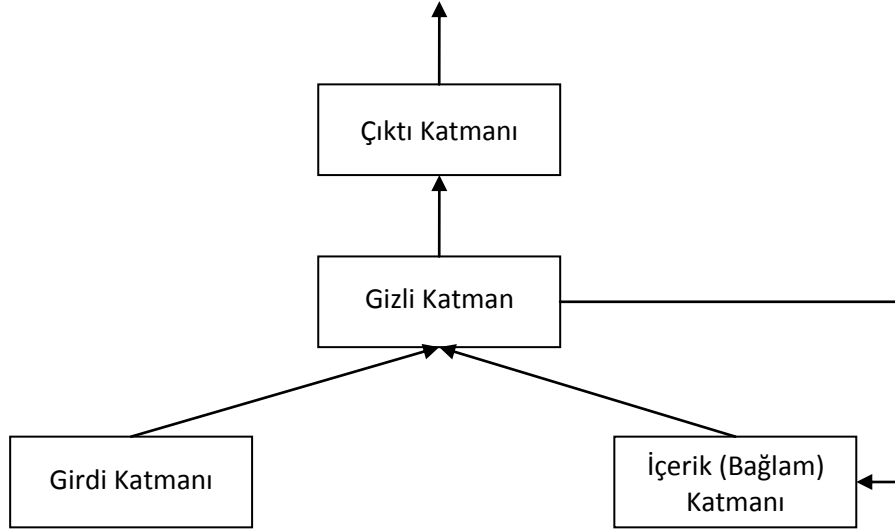 Çıktı Katmanı
Gizli Katman
Girdi Katmanı
İçerik (Bağlam)
Katmanı